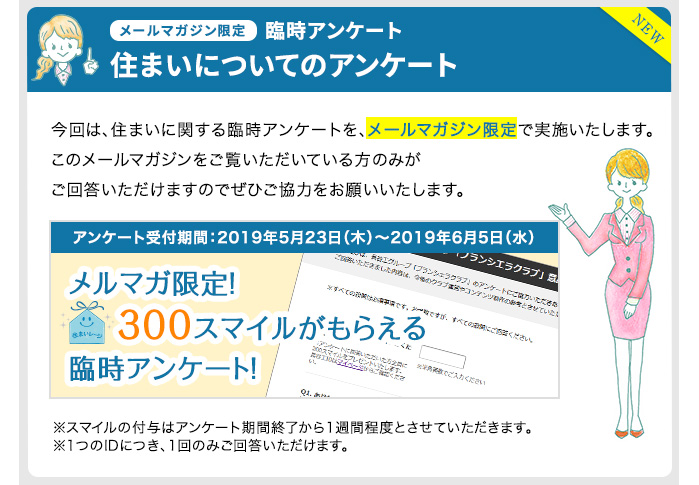 メールマガジン限定 臨時アンケート
NEW
住まいについてのアンケート
今回は、住まいに関する臨時アンケートを、メールマガジン限定で実施いたします。
このメールマガジンをご覧いただいている方のみが
ご回答いただけますのでぜひご協力をお願いいたします。
アンケート受付期間：2019年5月23日（木）～2019年6月5日（水）
メルマガ限定!
300スマイルがもらえる
臨時アンケート!
※スマイルの付与はアンケート期間終了から1週間程度とさせていただきます。
※1つのIDにつき、1回のみご回答いただけます。